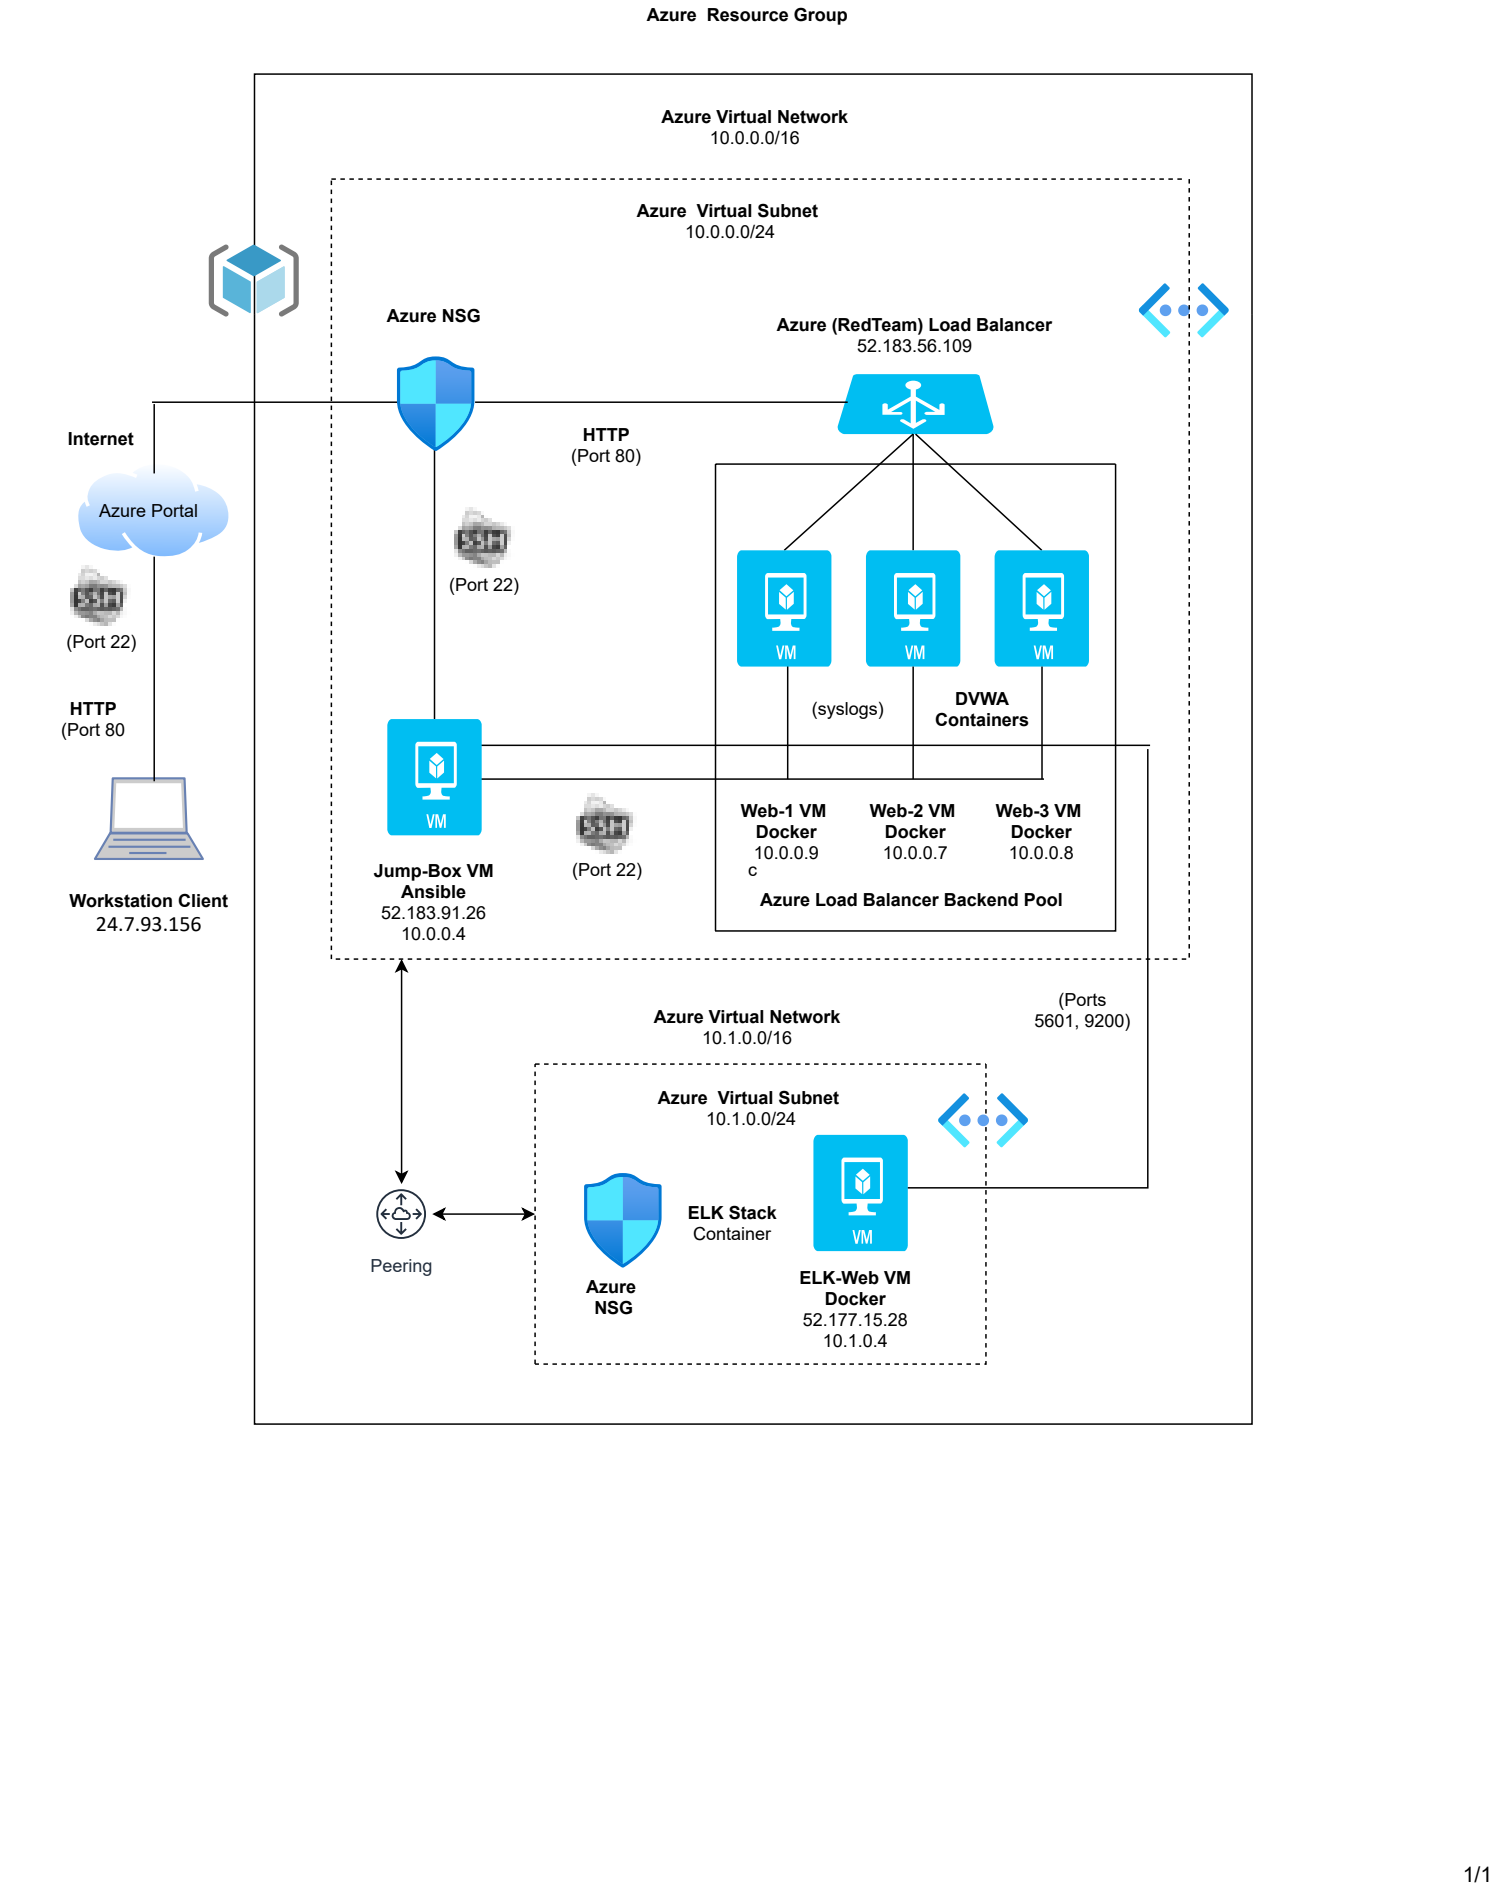 Azure  Resource Group
Azure Virtual Network
10.0.0.0/16
Azure  Virtual Subnet
10.0.0.0/24
Azure NSG
Azure (RedTeam) Load Balancer
52.183.56.109
Internet
HTTP
(Port 80)
Azure Portal
SSH
(Port 22)
SSH
(Port 22)
VM
VM
VM
HTTP
(Port 80
(syslogs)
DVWA
Containers
VM
SSH
(Port 22)
Web-1 VM
Docker
10.0.0.9
c
Web-2 VM
Docker
10.0.0.7
Web-3 VM
Docker
10.0.0.8
Jump-Box VM
Ansible
52.183.91.26
10.0.0.4
Azure Load Balancer Backend Pool
Workstation Client
24.7.93.156
(Ports
5601, 9200)
Azure Virtual Network
10.1.0.0/16
Azure  Virtual Subnet
10.1.0.0/24
ELK Stack
Container
VM
Peering
Azure
NSG
ELK-Web VM
Docker
52.177.15.28
10.1.0.4
1/1